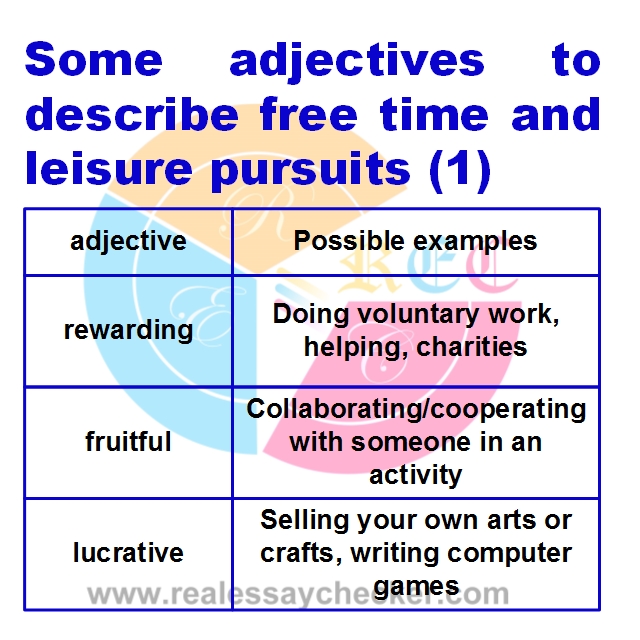 Some adjectives to
describe free time and
leisure pursuits (1)
adjective
Possible examples
rewarding
Doing voluntary work,
helping, charities
fruitful
Collaborating/cooperating
with someone in an
activity
lucrative
Selling your own arts or
crafts, writing computer
games
www.realessaychecker.com
REC
R
E
C